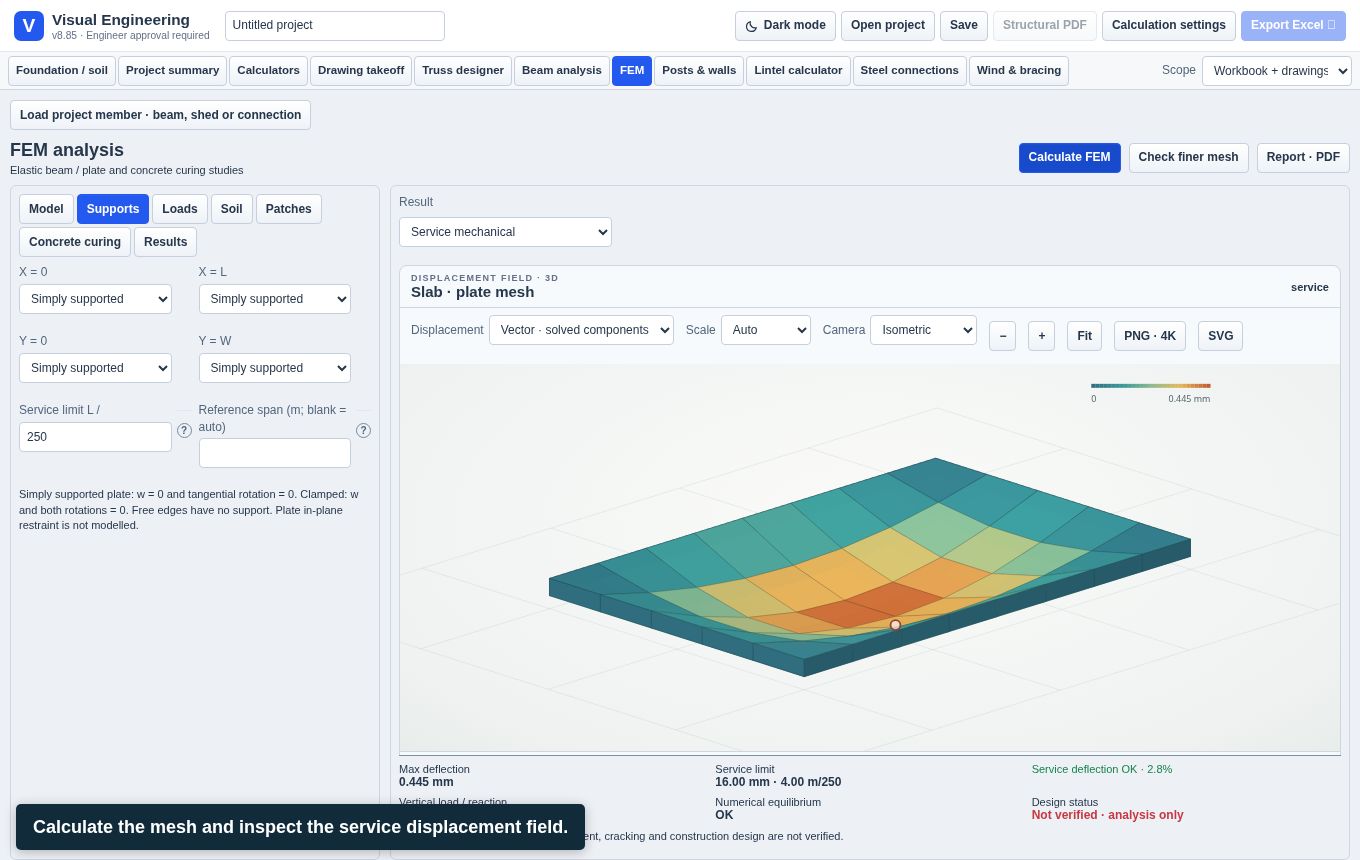 V Visual Engineering
v8.85 · Engineer approval required
Untitled project
Dark mode Open project Save Structural PDF Calculation settings Export Excel
Foundation / soil Project summary Calculators Drawing takeoff Truss designer Beam analysis FEM Posts & walls Lintel calculator Steel connections Wind & bracing Scope Workbook + drawings
Load project member · beam, shed or connection
FEM analysis
Elastic beam / plate and concrete curing studies
Calculate FEM Check finer mesh Report · PDF
Model Supports Loads Soil Patches
Concrete curing Results
X = 0 X = L
Simply supported Simply supported
Y = 0 Y = W
Simply supported Simply supported
Service limit L / Reference span (m; blank =
auto)
250 ? ?
Simply supported plate: w = 0 and tangential rotation = 0. Clamped: w
and both rotations = 0. Free edges have no support. Plate in-plane
restraint is not modelled.
Result
Service mechanical
DISPLACEMENT FIELD · 3D
Slab · plate mesh
service
Displacement Vector · solved components Scale Auto Camera Isometric − + Fit PNG · 4K SVG
0 0.445 mm
Max deflection Service limit Service deflection OK · 2.8%
0.445 mm 16.00 mm · 4.00 m/250
Vertical load / reaction Numerical equilibrium Design status
OK Not verified · analysis only
cracking and construction design are not verified.
Calculate the mesh and inspect the service displacement field.